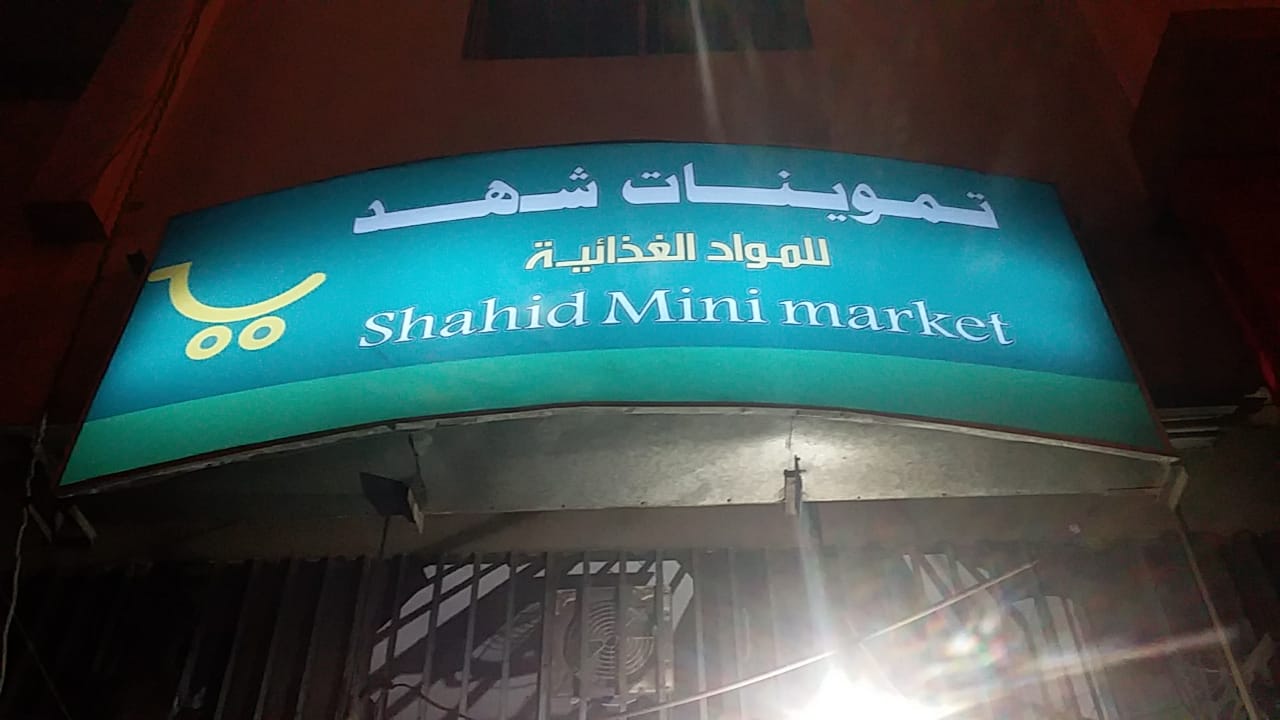 تموينات شهد
للمواد الغذائية
Shahid Mini market